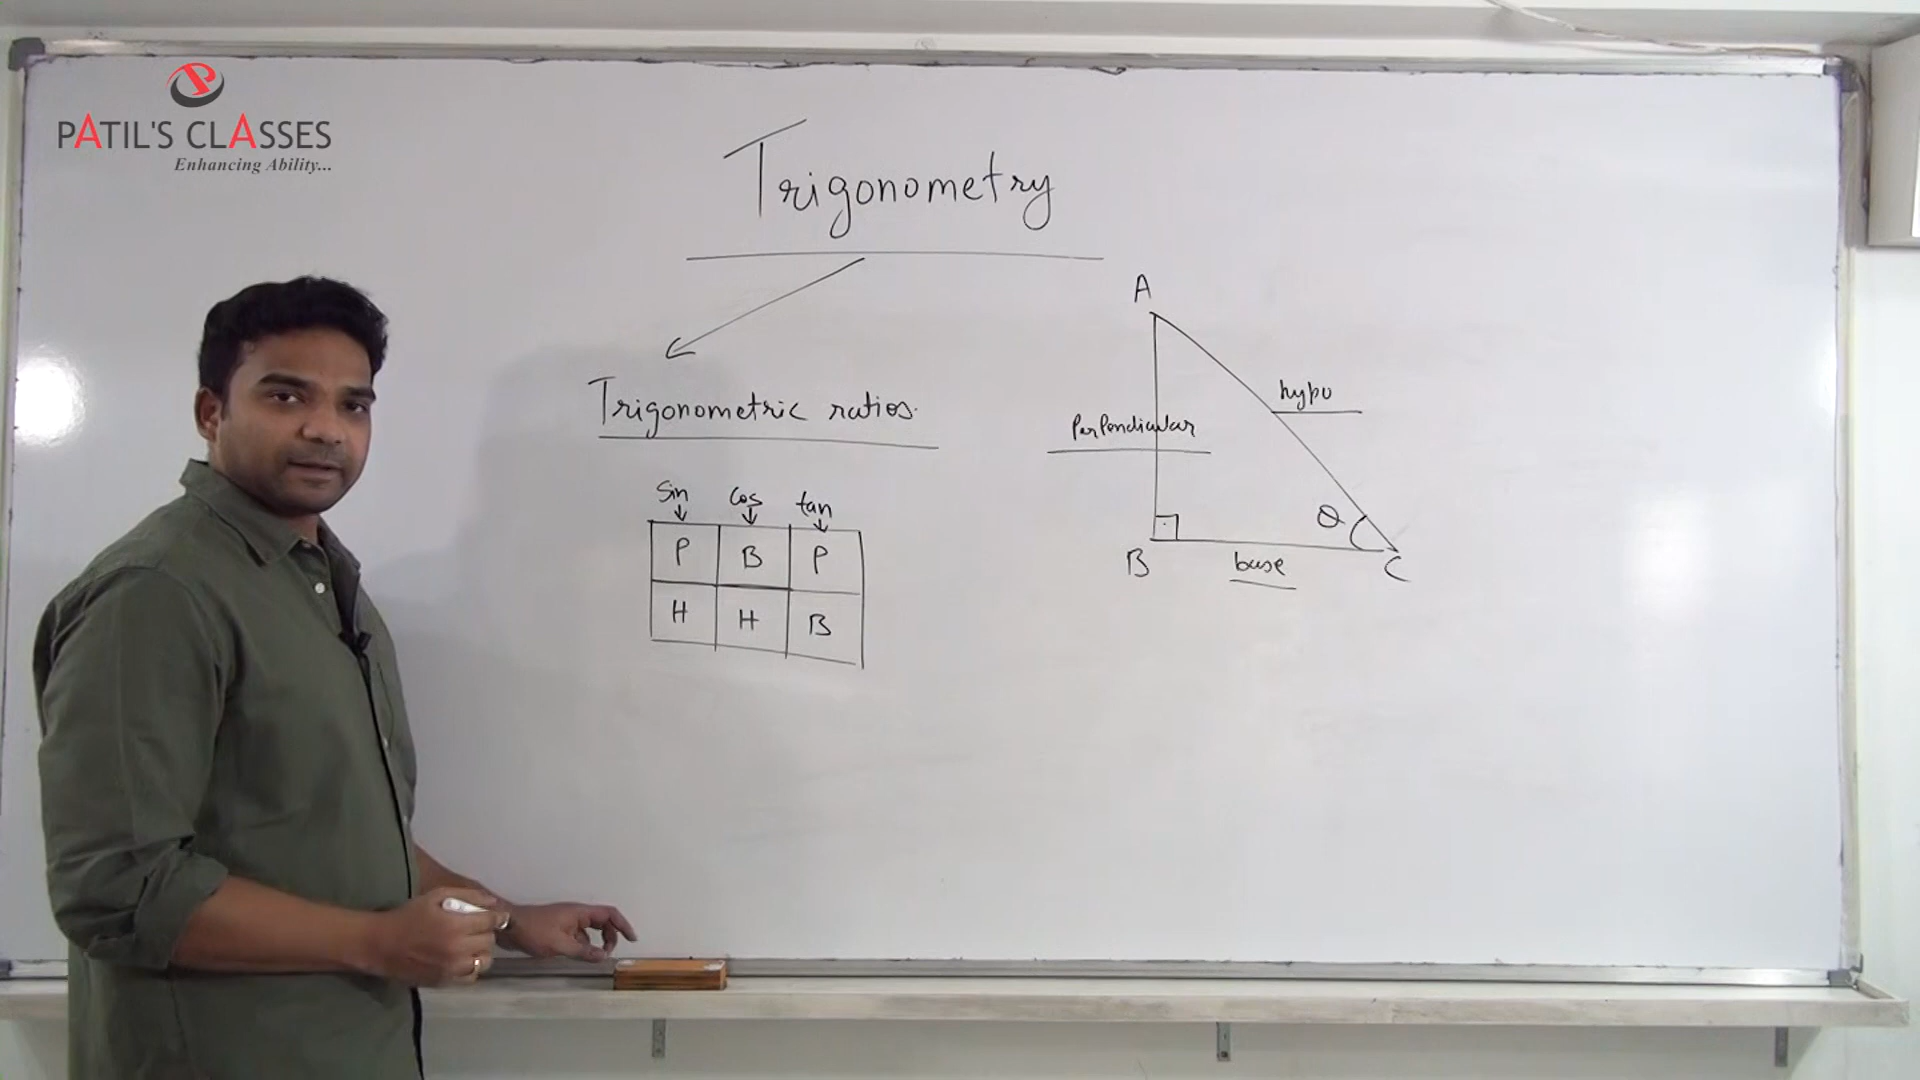 PATIL'S CLASSES
Enhancing Ability...
Trigonometry
Trigonometric ratios.
sin cos tan
P B P
H H B
A
hypo
Perpendicular
θ
B base C